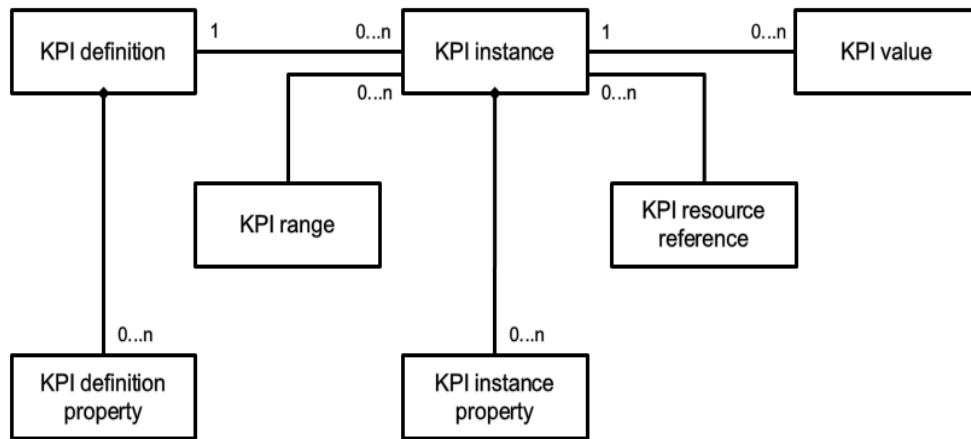 1 0...n 1 0...n
KPI definition KPI instance KPI value
0...n 0...n
KPI range
KPI resource
reference
0...n 0...n
KPI definition
property
KPI instance
property